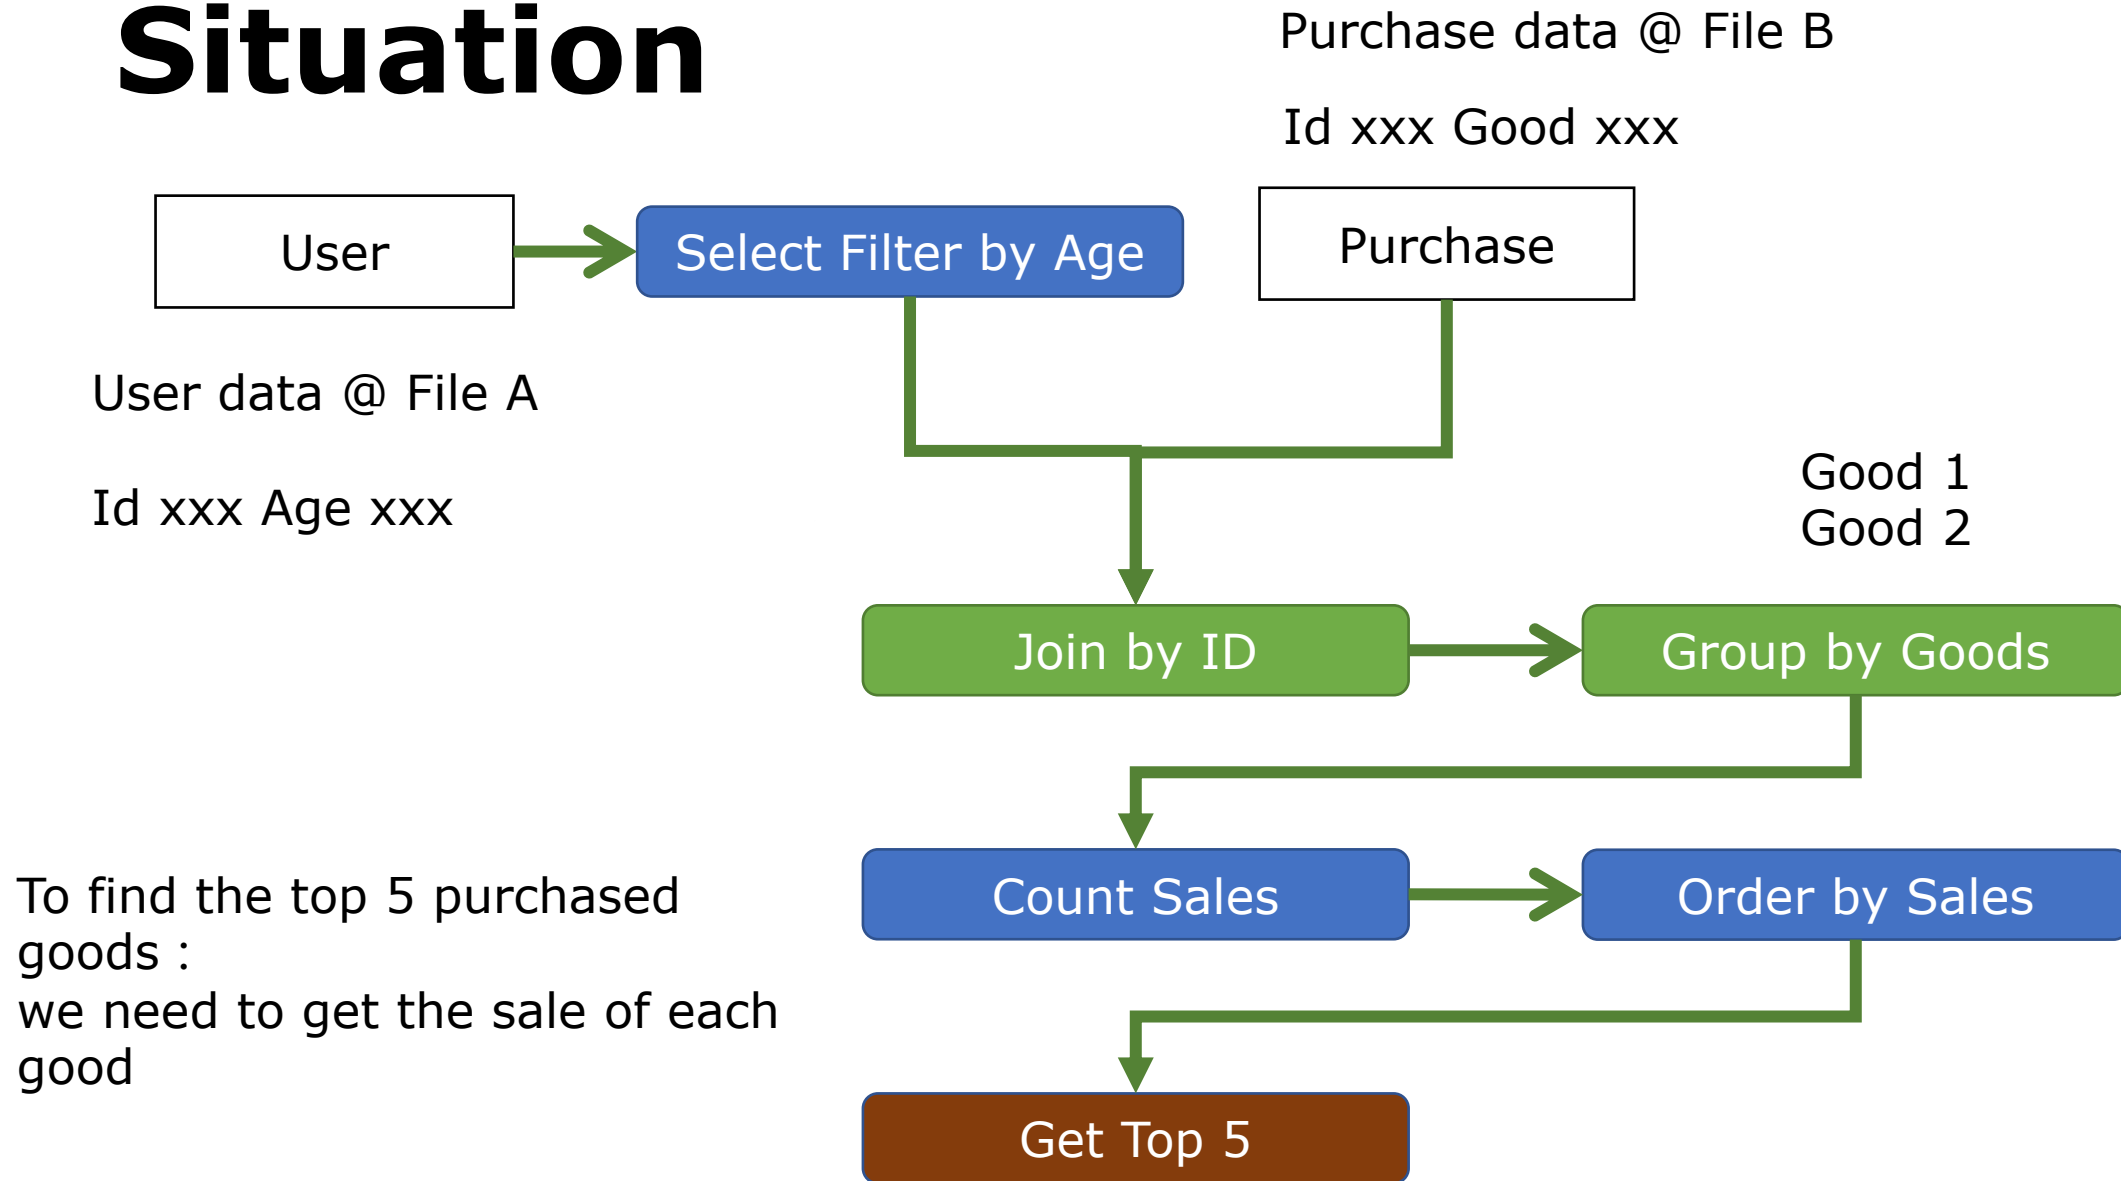 Situation
Purchase data @ File B
Id xxx Good xxx
User
Select Filter by Age
Purchase
User data @ File A
Id xxx Age xxx
Good 1
Good 2
Join by ID
Group by Goods
Count Sales
Order by Sales
To find the top 5 purchased
goods :
we need to get the sale of each
good
Get Top 5